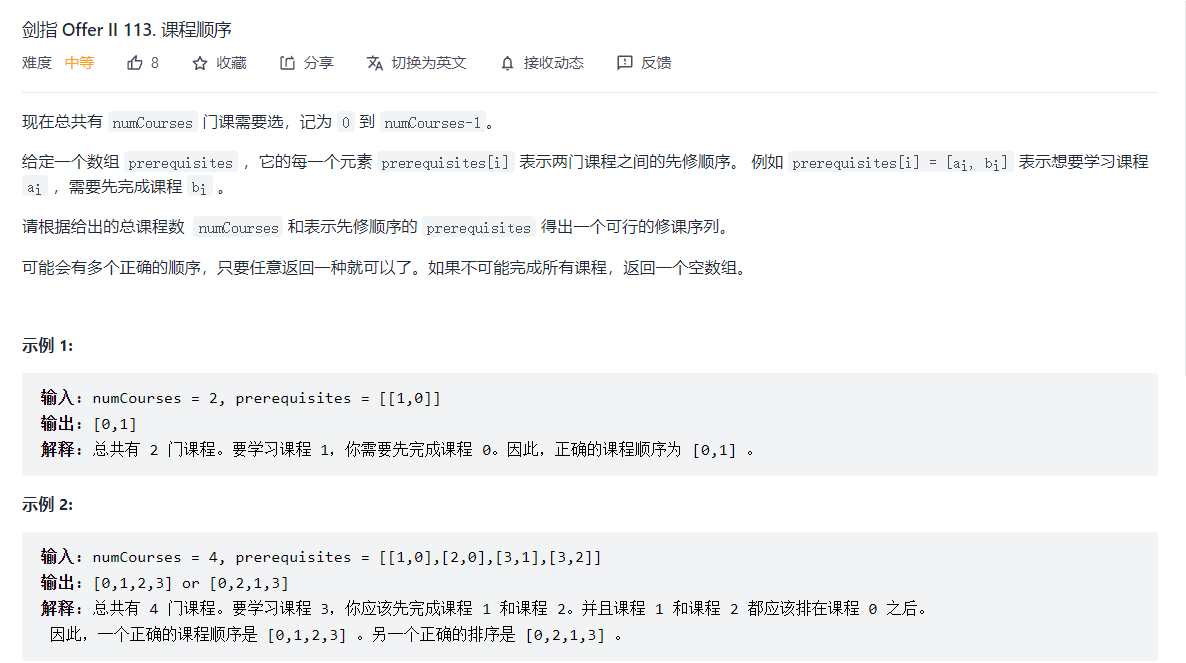 剑指 Offer II 113. 课程顺序
难度 中等 8 收藏 分享 切换为英文 接收动态 反馈
现在总共有 numCourses 门课需要选，记为 0 到 numCourses-1。
给定一个数组 prerequisites ，它的每一个元素 prerequisites[i] 表示两门课程之间的先修顺序。 例如 prerequisites[i] = [ai, bi] 表示想要学习课程
ai ，需要先完成课程 bi 。
请根据给出的总课程数 numCourses 和表示先修顺序的 prerequisites 得出一个可行的修课序列。
可能会有多个正确的顺序，只要任意返回一种就可以了。如果不可能完成所有课程，返回一个空数组。
示例 1:
输入: numCourses = 2, prerequisites = [[1,0]]
输出: [0,1]
解释: 总共有 2 门课程。要学习课程 1，你需要先完成课程 0。因此，正确的课程顺序为 [0,1] 。
示例 2:
输入: numCourses = 4, prerequisites = [[1,0],[2,0],[3,1],[3,2]]
输出: [0,1,2,3] or [0,2,1,3]
解释: 总共有 4 门课程。要学习课程 3，你应该先完成课程 1 和课程 2。并且课程 1 和课程 2 都应该排在课程 0 之后。
因此，一个正确的课程顺序是 [0,1,2,3] 。另一个正确的排序是 [0,2,1,3] 。